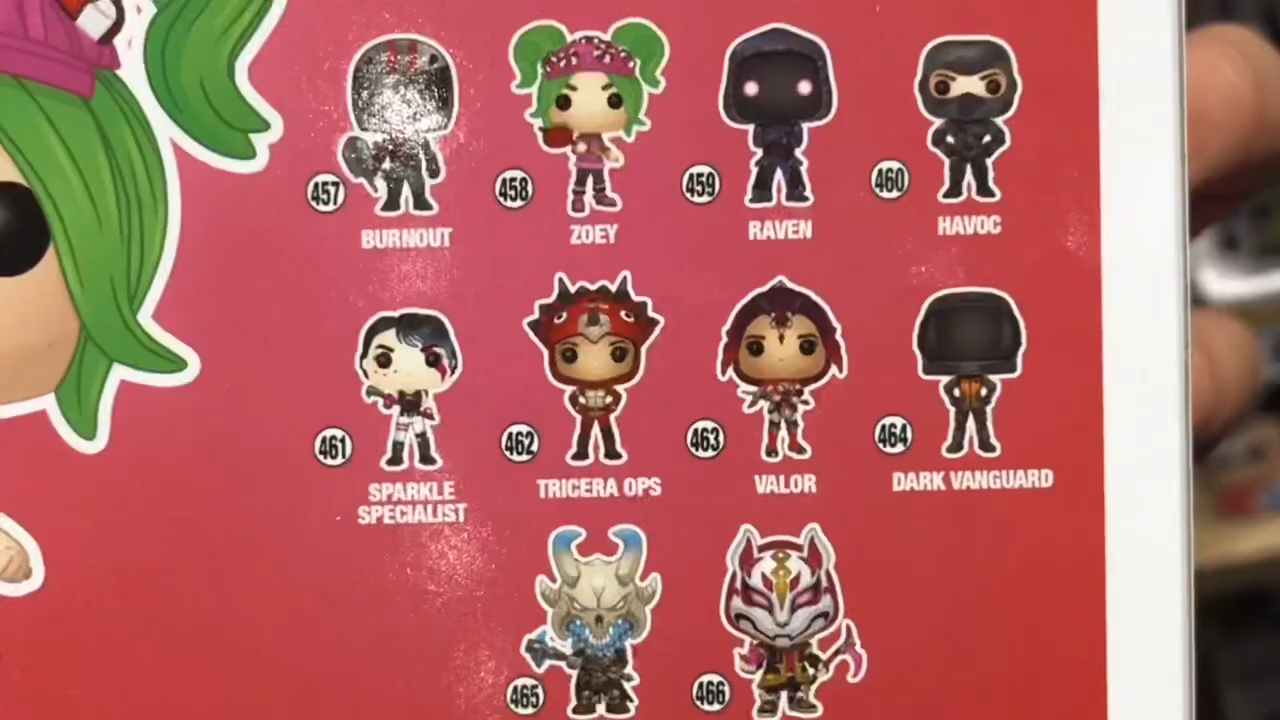 457
BURNOUT
458
ZOEY
459
RAVEN
460
HAVOC
461
SPARKLE
SPECIALIST
462
TRICERA OPS
463
VALOR
464
DARK VANGUARD
465
466